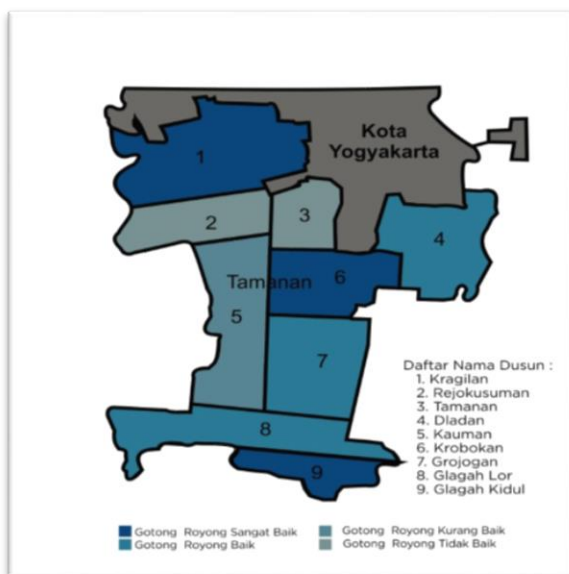 Kota
Yogyakarta
1
2
3
4
Tamanan
6
5
7
8
9
Daftar Nama Dusun :
1. Kragilan
2. Rejokusuman
3. Tamanan
4. Dladan
5. Kauman
6. Krobokan
7. Grojogan
8. Glagah Lor
9. Glagah Kidul
Gotong Royong Sangat Baik
Gotong Royong Kurang Baik
Gotong Royong Baik
Gotong Royong Tidak Baik